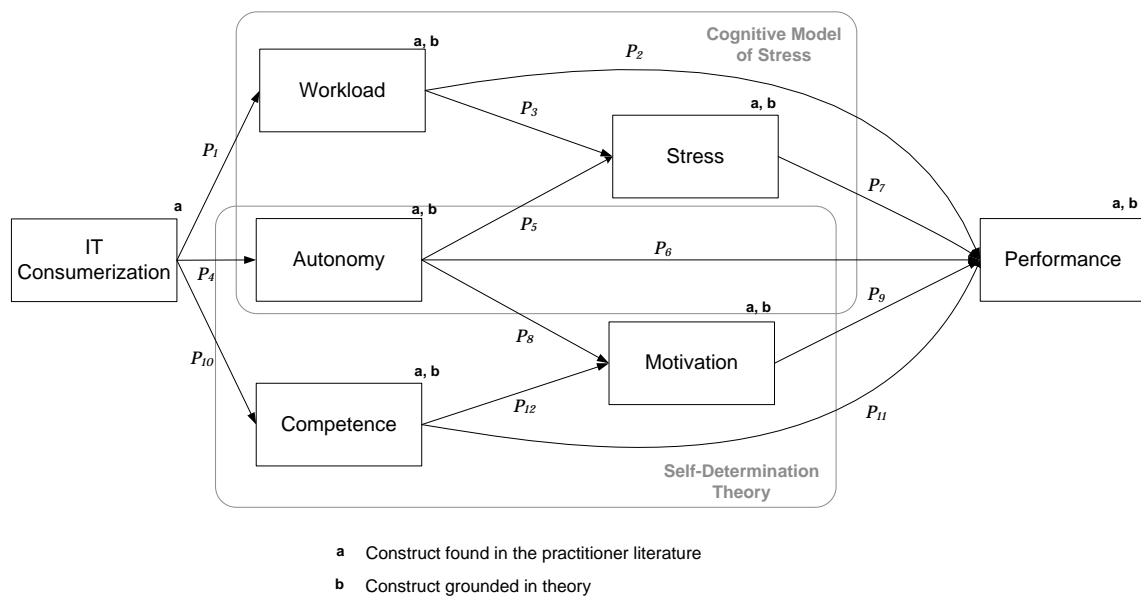 Cognitive Model
of Stress
a, b
Workload
P2
P3
a, b
Stress
P1
P7
a
IT
Consumerization
a, b
Autonomy
P4
P5
P6
a, b
Performance
P8
a, b
Motivation
P9
P10
a, b
Competence
P12
P11
Self-Determination
Theory
a Construct found in the practitioner literature
b Construct grounded in theory